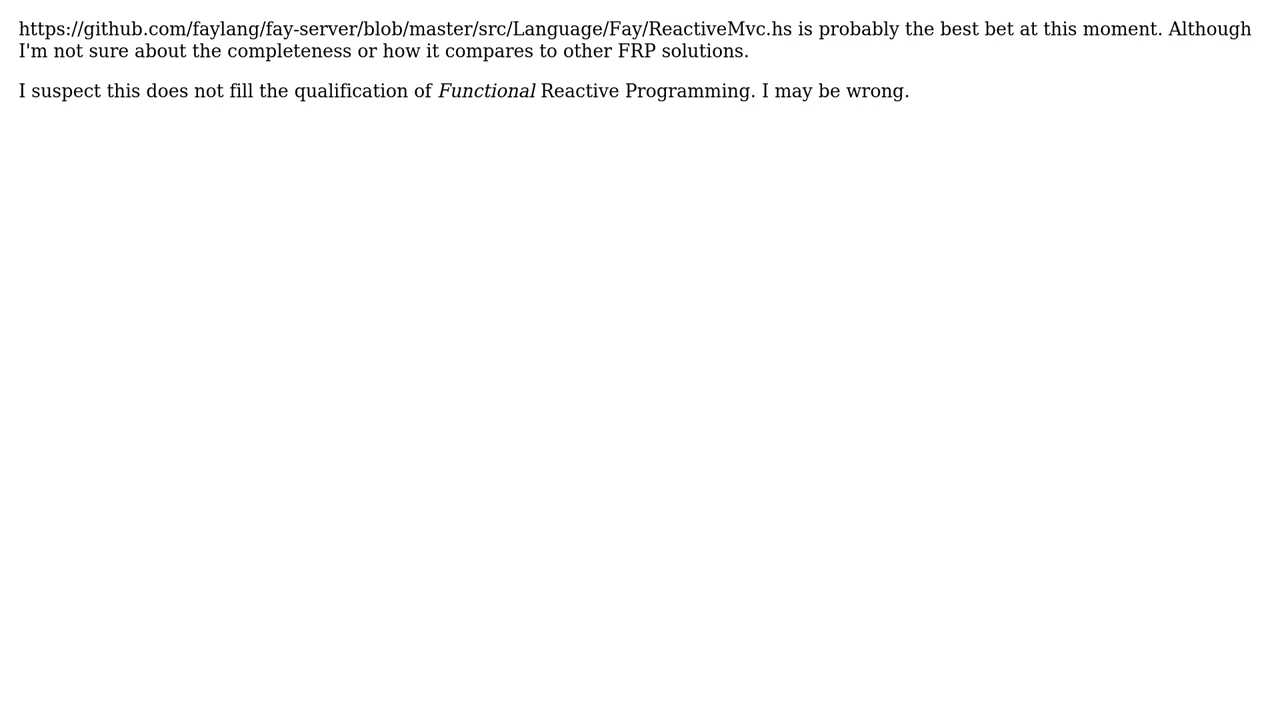 https://github.com/faylang/fay-server/blob/master/src/Language/Fay/ReactiveMvc.hs is probably the best bet at this moment. Although
I'm not sure about the completeness or how it compares to other FRP solutions.
I suspect this does not fill the qualification of Functional Reactive Programming. I may be wrong.